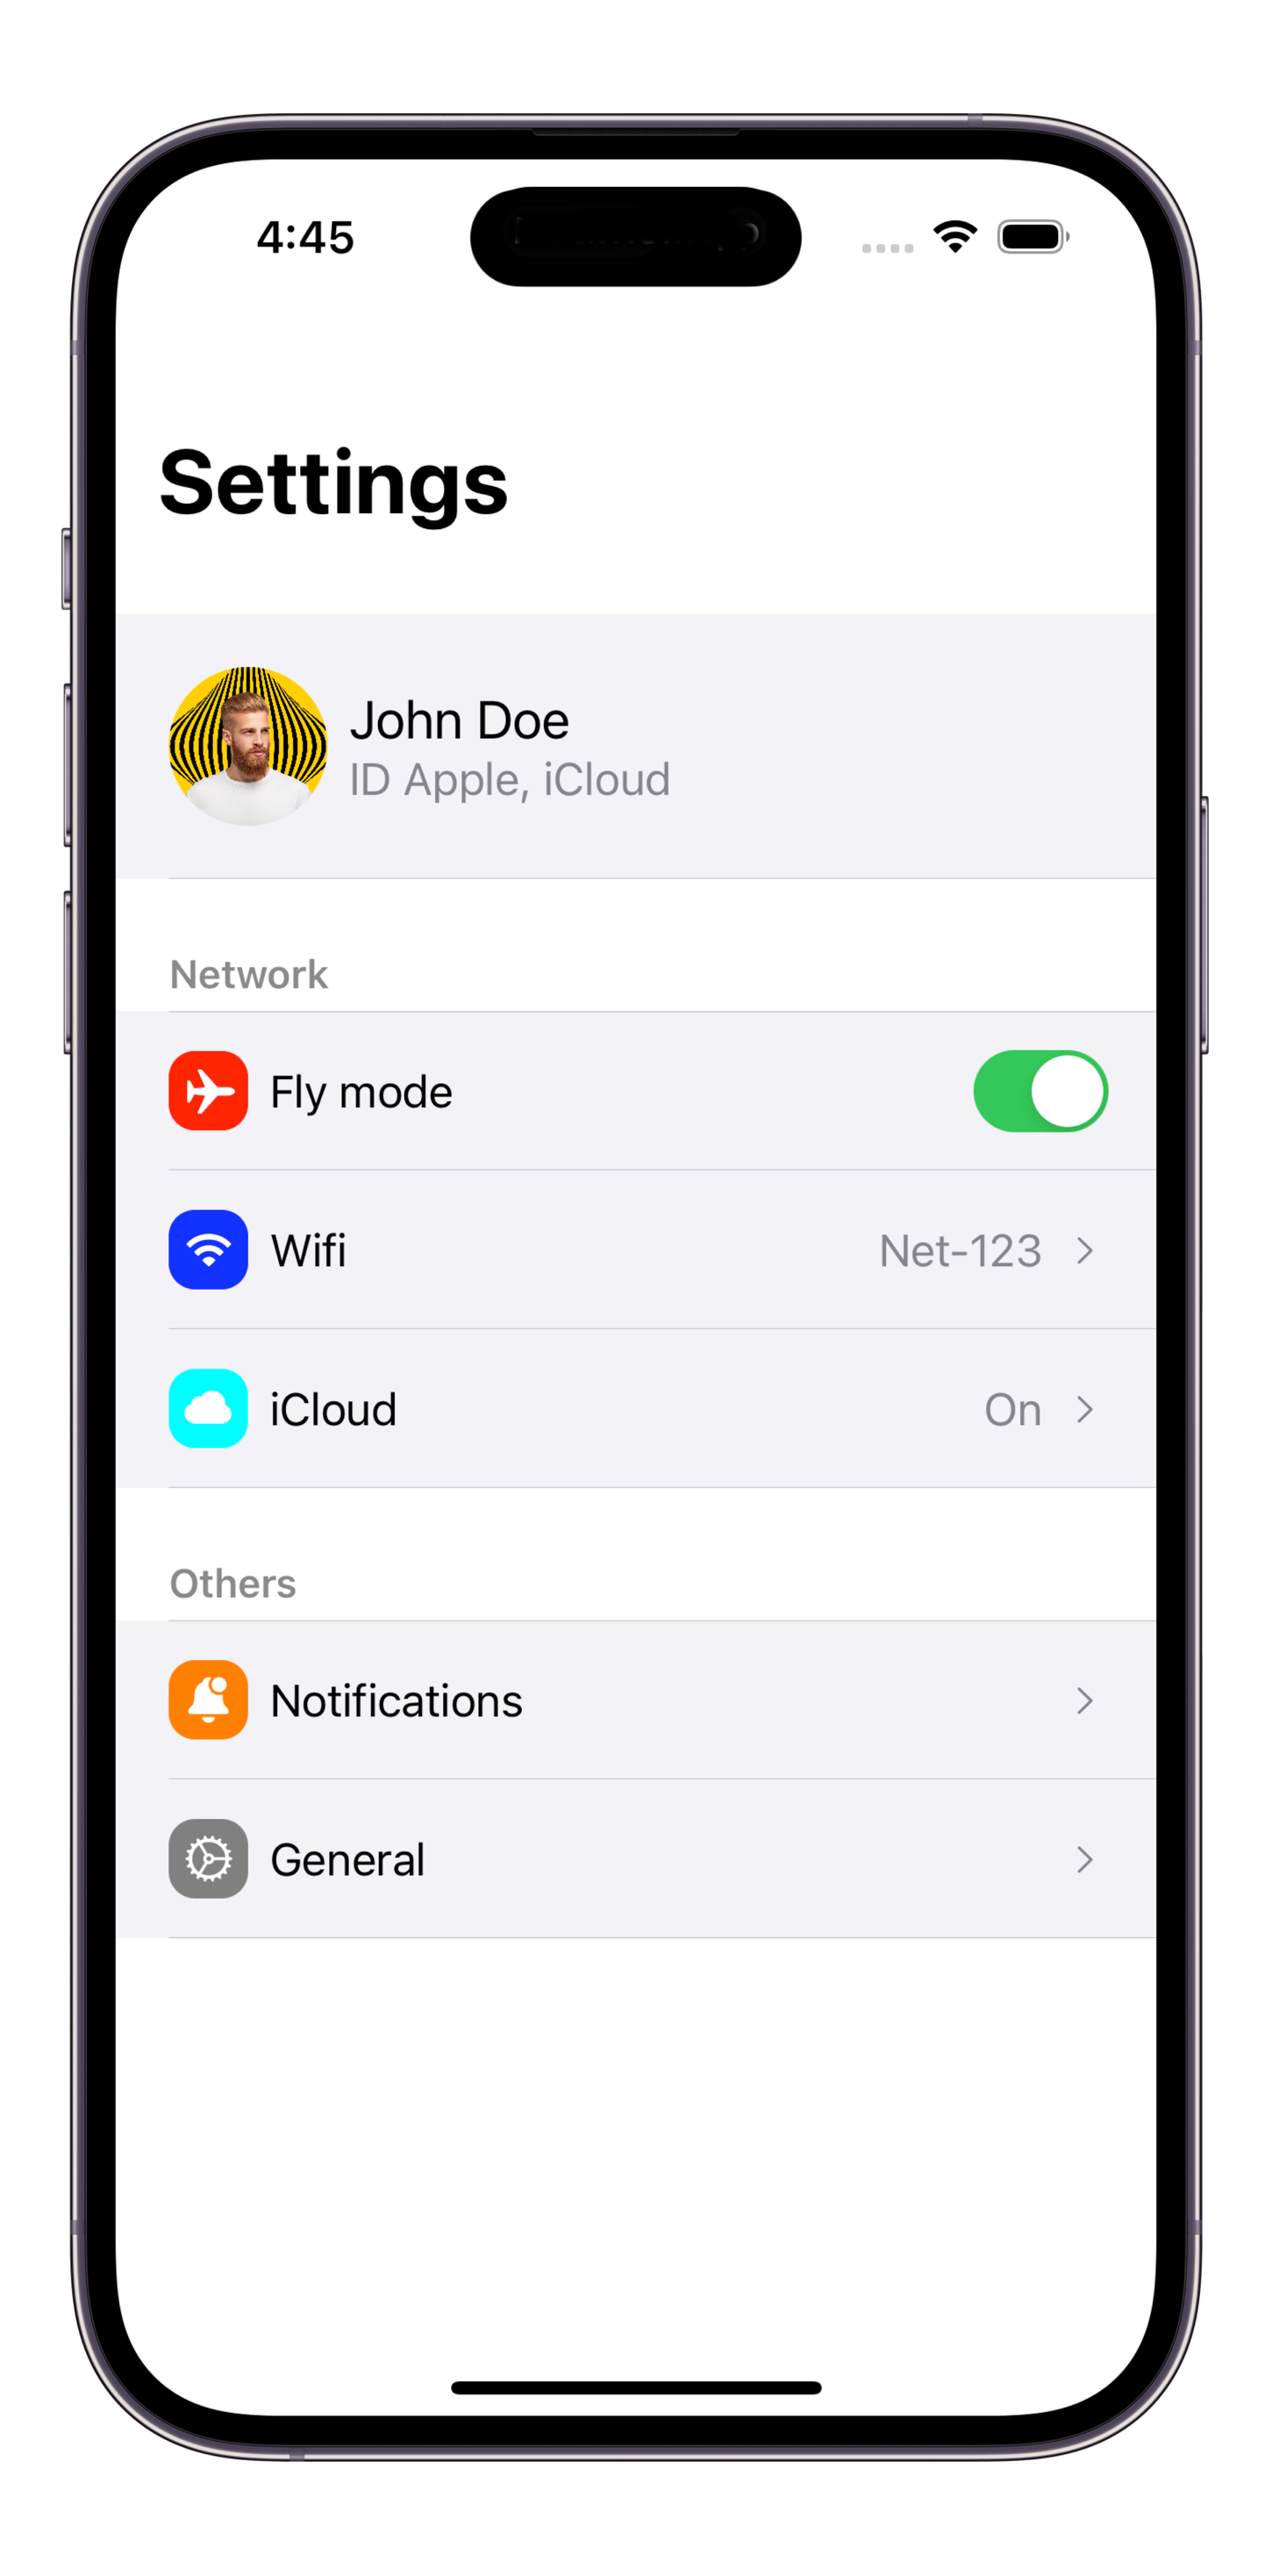 4:45
Settings
John Doe
ID Apple, iCloud
Network
Fly mode
Wifi
Net-123
iCloud
On
Others
Notifications
General